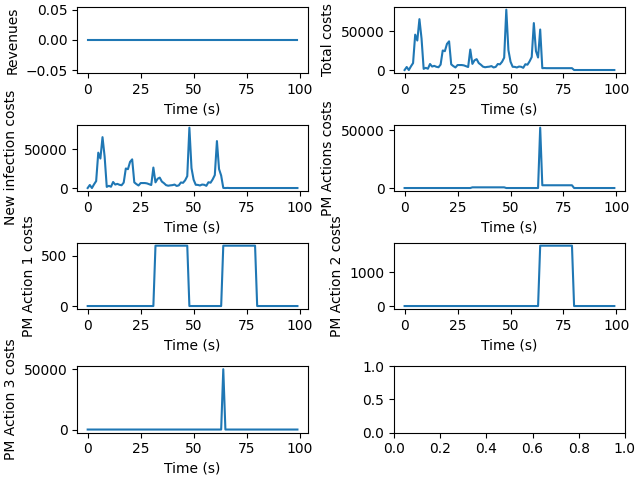 Revenues
0.05
0.00
−0.05
0 25 50 75 100
Time (s)
Total costs
50000
0
0 25 50 75 100
Time (s)
New infection costs
50000
0
0 25 50 75 100
Time (s)
PM Actions costs
50000
0
0 25 50 75 100
Time (s)
PM Action 1 costs
500
0
0 25 50 75 100
Time (s)
PM Action 2 costs
1000
0
0 25 50 75 100
Time (s)
PM Action 3 costs
50000
0
0 25 50 75 100
Time (s)
1.0
0.5
0.0
0.0 0.2 0.4 0.6 0.8 1.0